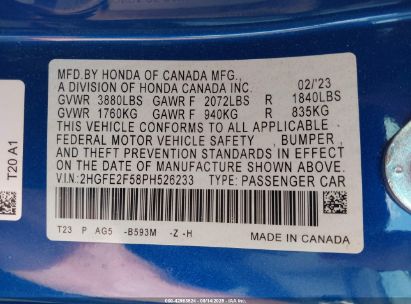 MFD.BY HONDA OF CANADA MFG.,
A DIVISION OF HONDA CANADA INC. 02/'23
GVWR 3880LBS GAWR F 2072LBS R 1840LBS
GVWR 1760KG GAWR F 940KG R 835KG
THIS VEHICLE CONFORMS TO ALL APPLICABLE
FEDERAL MOTOR VEHICLE SAFETY , BUMPER ,
AND THEFT PREVENTION STANDARDS IN EFFECT
ON THE DATE OF MANUFACTURE SHOWN ABOVE.
V.I.N:2HGFE2F58PH526233 TYPE: PASSENGER CAR
T23 P AG5 -B593M -Z -H
MADE IN CANADA
T20 A1